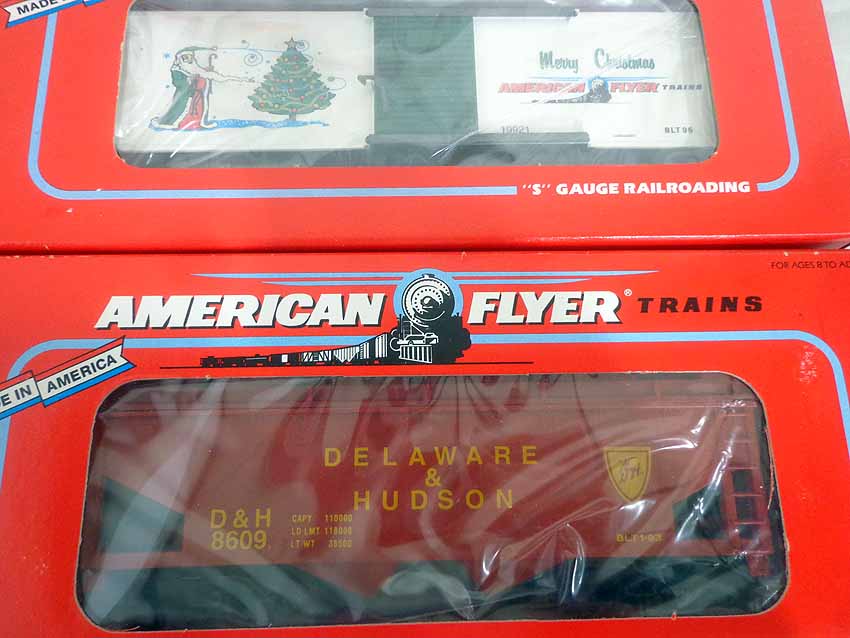 MADE IN
Merry Christmas
AMERICAN FLYER TRAINS
19921
BLT 96
"S" GAUGE RAILROADING
FOR AGES 8 TO AD
AMERICAN FLYER® TRAINS
E IN AMERICA
DELAWARE
&
HUDSON
D&H
8609
CAPY 110000
LD LMT 118000
LT WT 38500
BLT 1-93